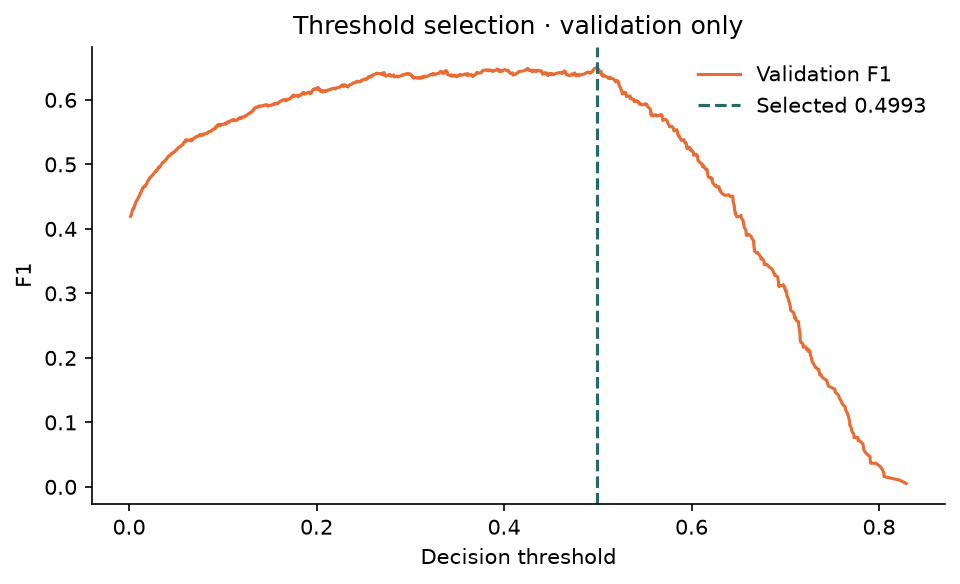 Threshold selection · validation only
Validation F1
Selected 0.4993
F1
0.6
0.5
0.4
0.3
0.2
0.1
0.0
0.0 0.2 0.4 0.6 0.8
Decision threshold